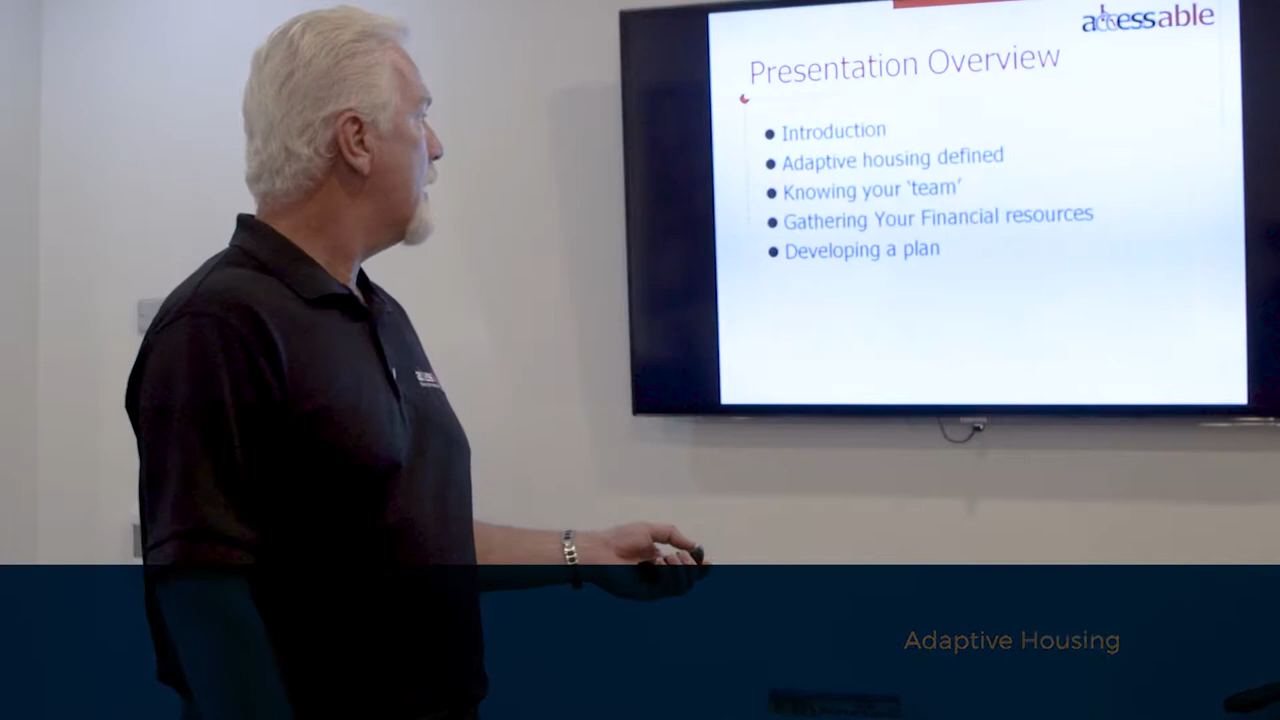 accessable
Presentation Overview
● Introduction
● Adaptive housing defined
● Knowing your ‘team’
● Gathering Your Financial resources
● Developing a plan
Adaptive Housing